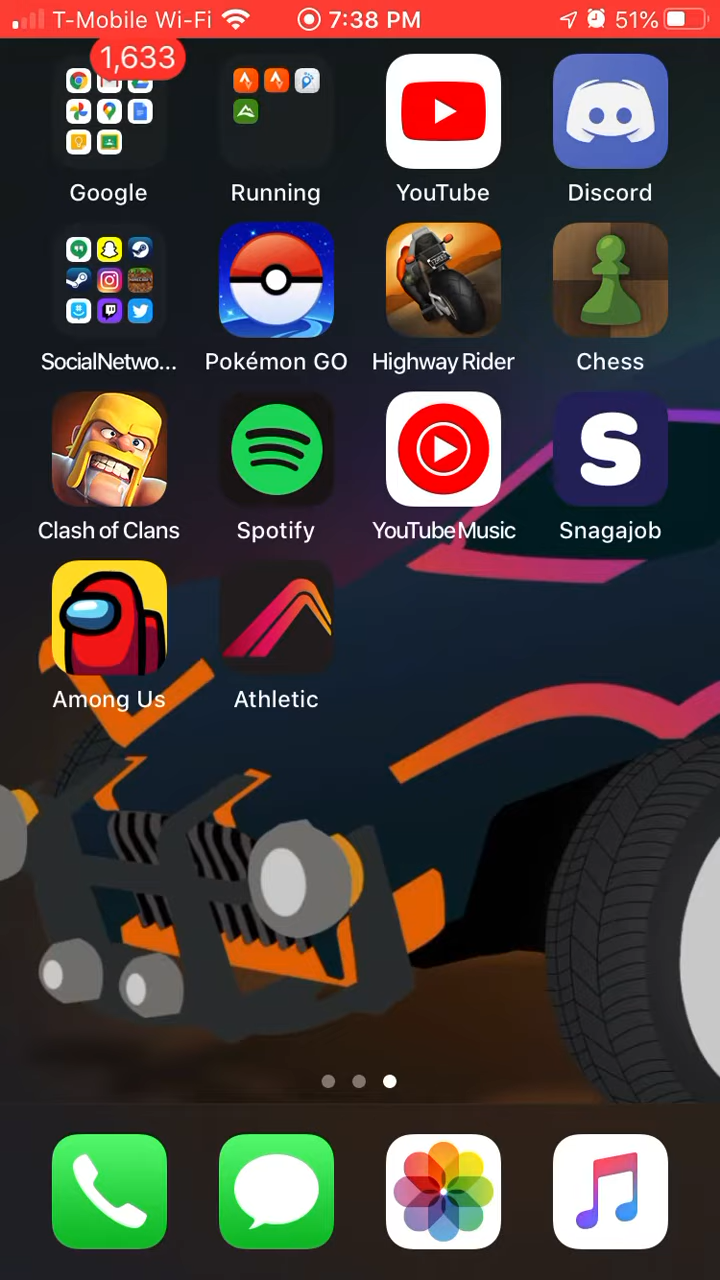 T-Mobile Wi-Fi 7:38 PM 51%
1,633
Google Running YouTube Discord
SocialNetwo... Pokémon GO Highway Rider Chess
S
Clash of Clans Spotify YouTube Music Snagajob
Among Us Athletic